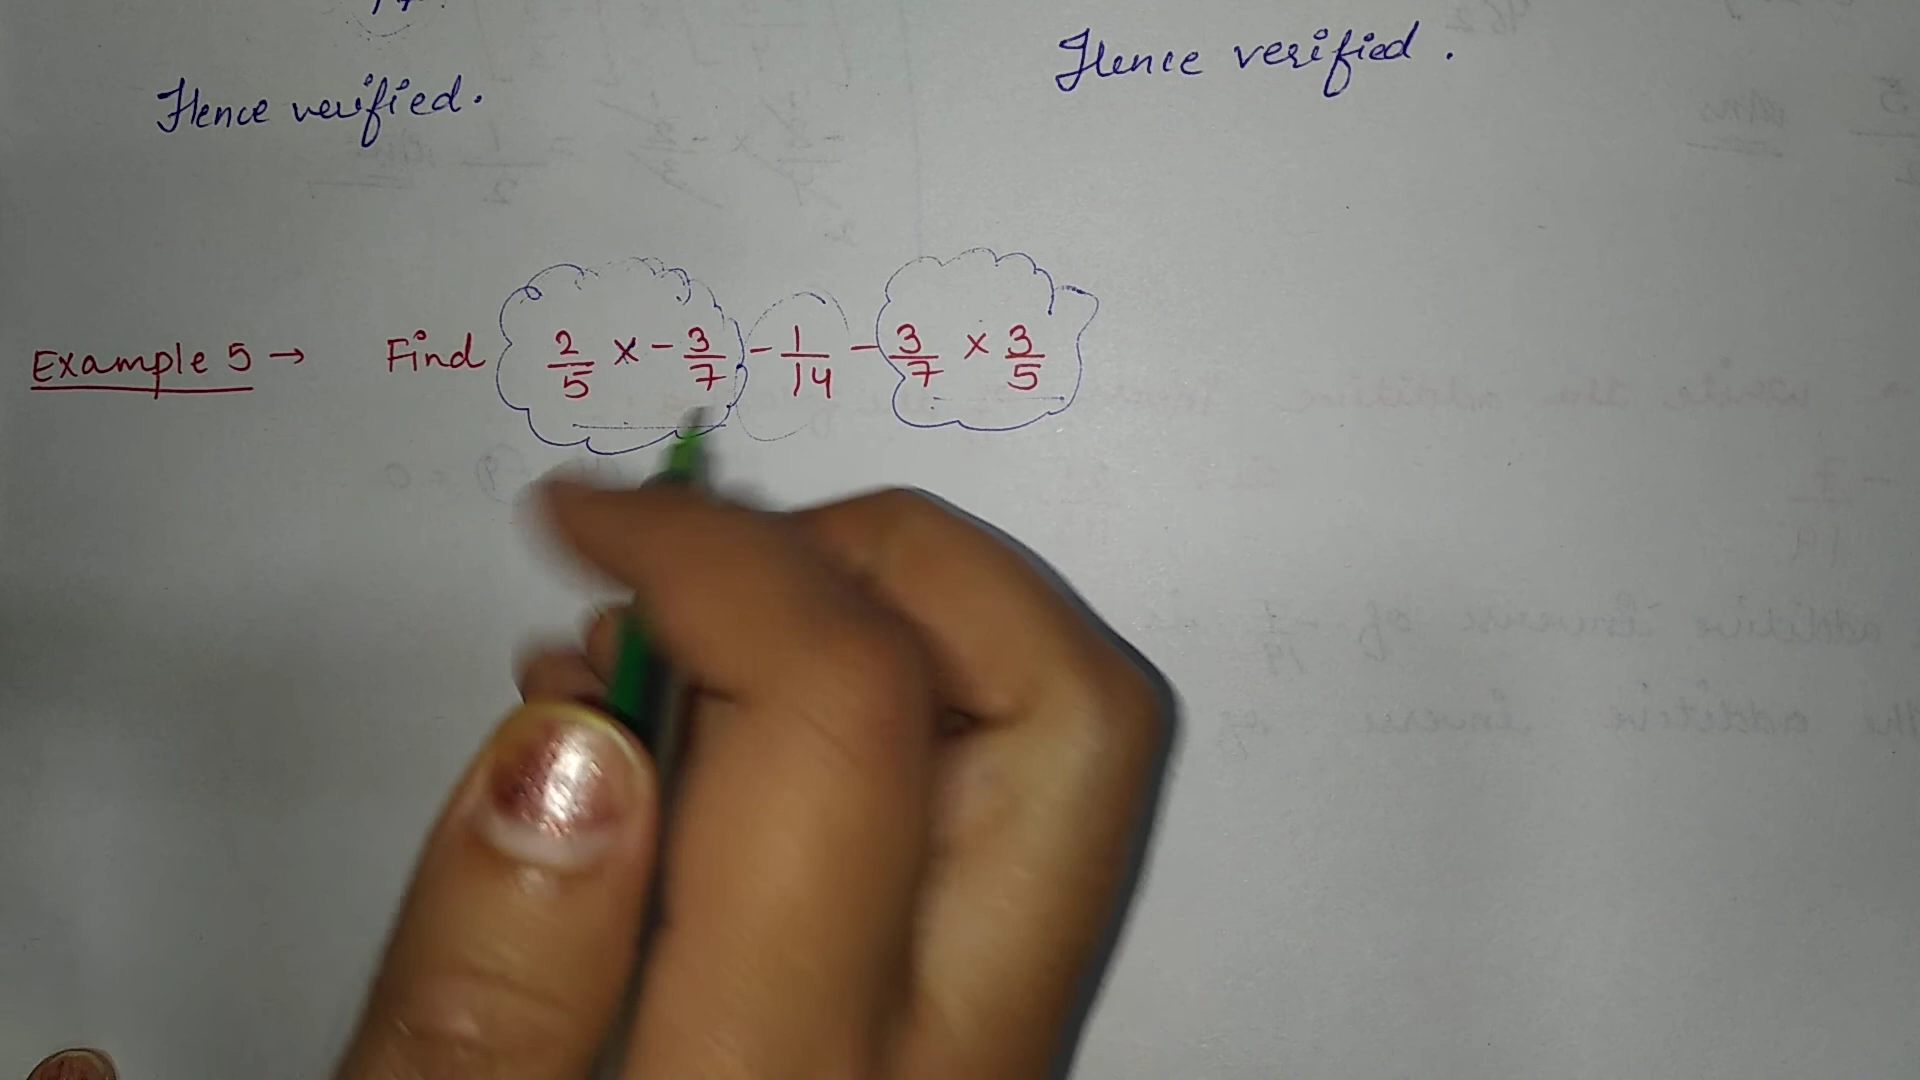 Hence verified.
Hence verified.
Example 5 → Find 2/5 × -3/7 - 1/14 - 3/7 × 3/5